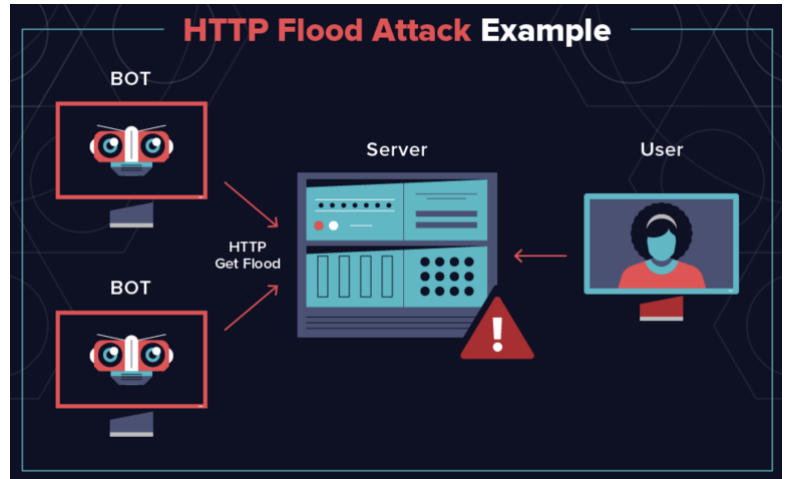 HTTP Flood Attack Example
BOT
Server
User
HTTP
Get Flood
BOT
!